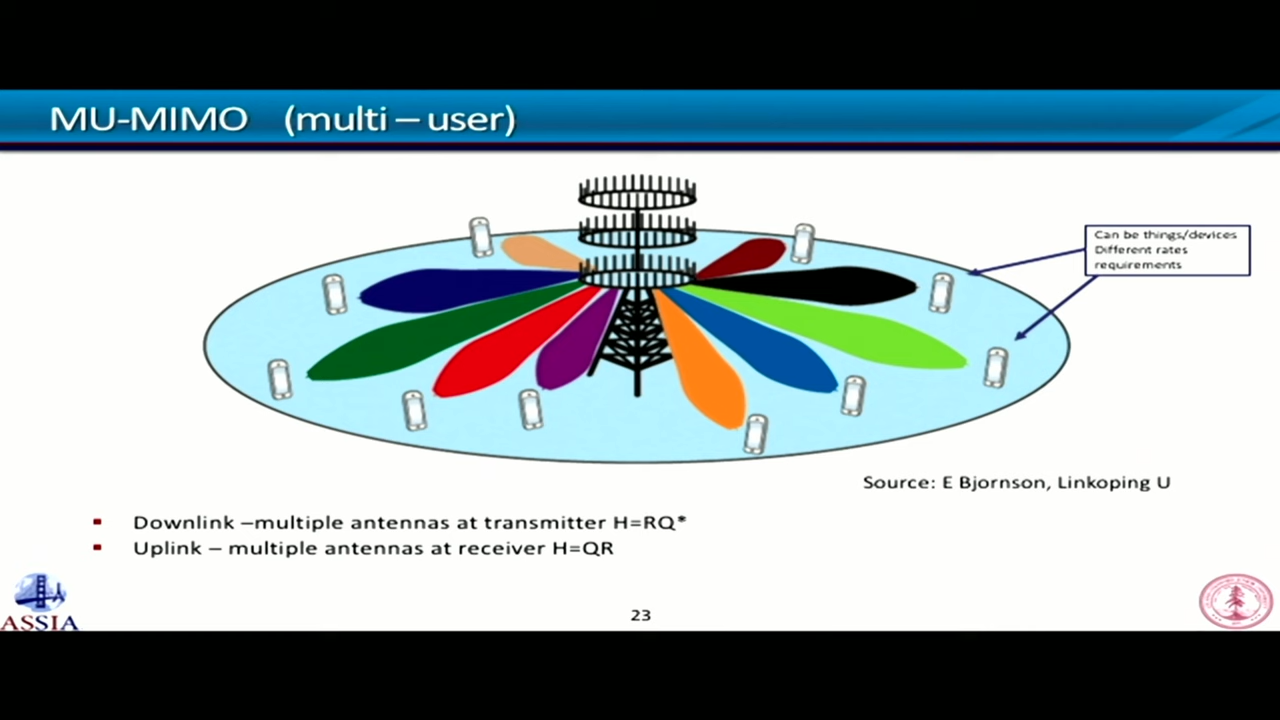 MU-MIMO (multi – user)
Can be things/devices
Different rates
requirements
Source: E Bjornson, Linkoping U
Downlink –multiple antennas at transmitter H=RQ*
Uplink – multiple antennas at receiver H=QR
ASSIA
23